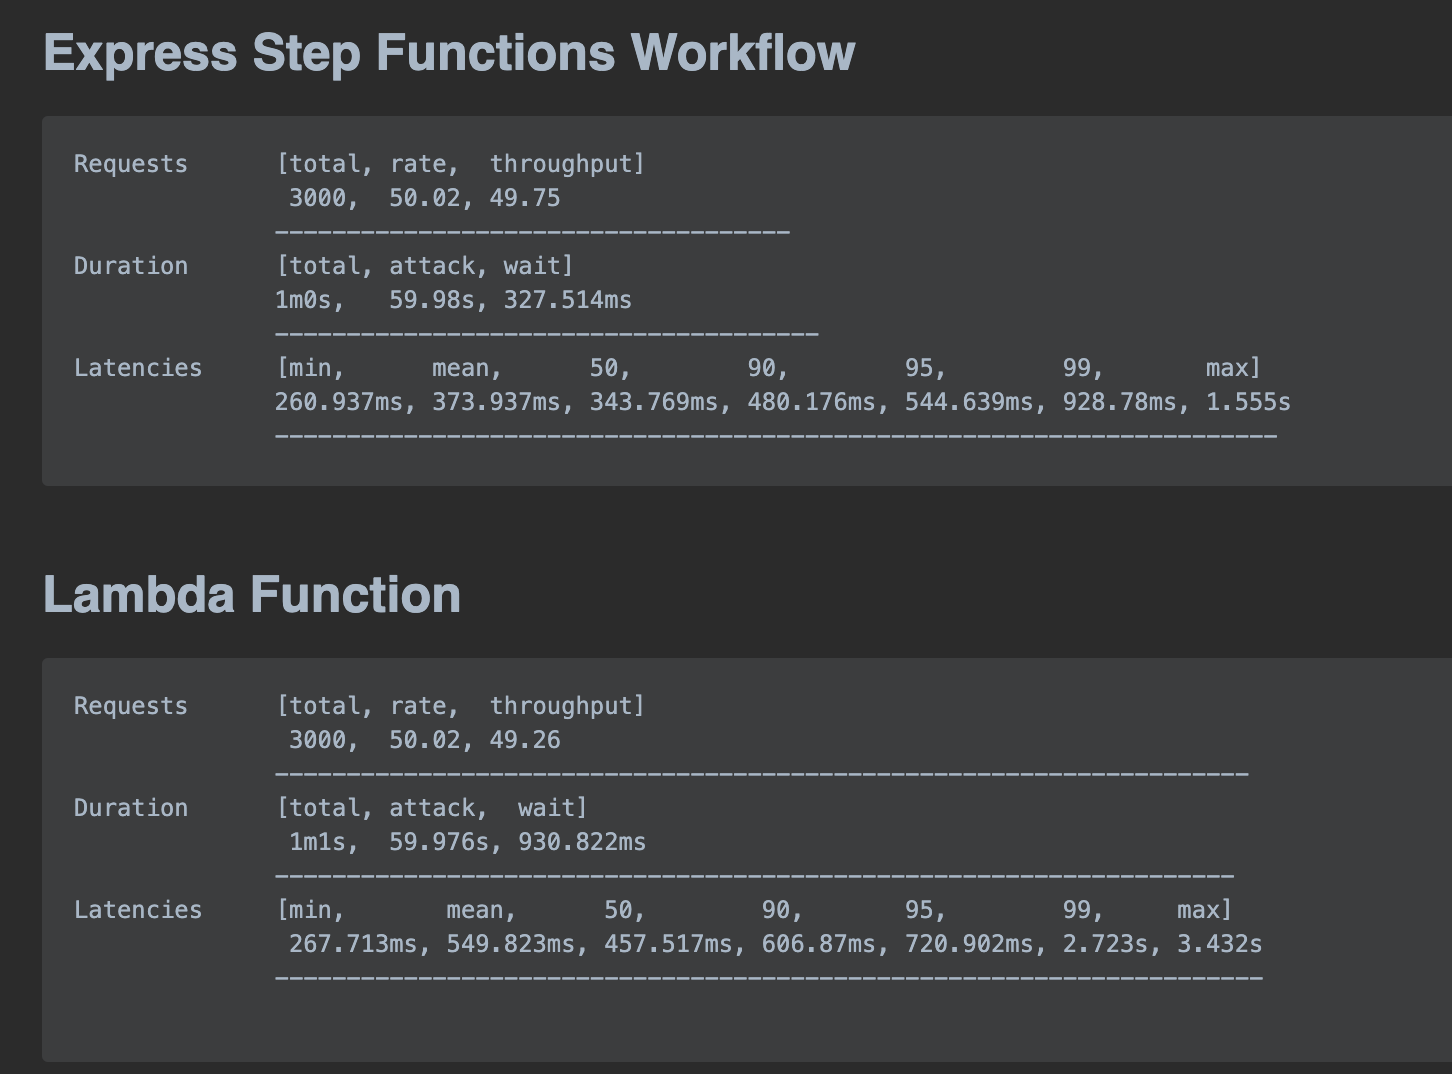 Express Step Functions Workflow
Requests [total, rate, throughput]
3000, 50.02, 49.75
------------------------------------
Duration [total, attack, wait]
1m0s, 59.98s, 327.514ms
--------------------------------------
Latencies [min, mean, 50, 90, 95, 99, max]
260.937ms, 373.937ms, 343.769ms, 480.176ms, 544.639ms, 928.78ms, 1.555s
----------------------------------------------------------------------
Lambda Function
Requests [total, rate, throughput]
3000, 50.02, 49.26
--------------------------------------------------------------------
Duration [total, attack, wait]
1m1s, 59.976s, 930.822ms
-------------------------------------------------------------------
Latencies [min, mean, 50, 90, 95, 99, max]
267.713ms, 549.823ms, 457.517ms, 606.87ms, 720.902ms, 2.723s, 3.432s
---------------------------------------------------------------------